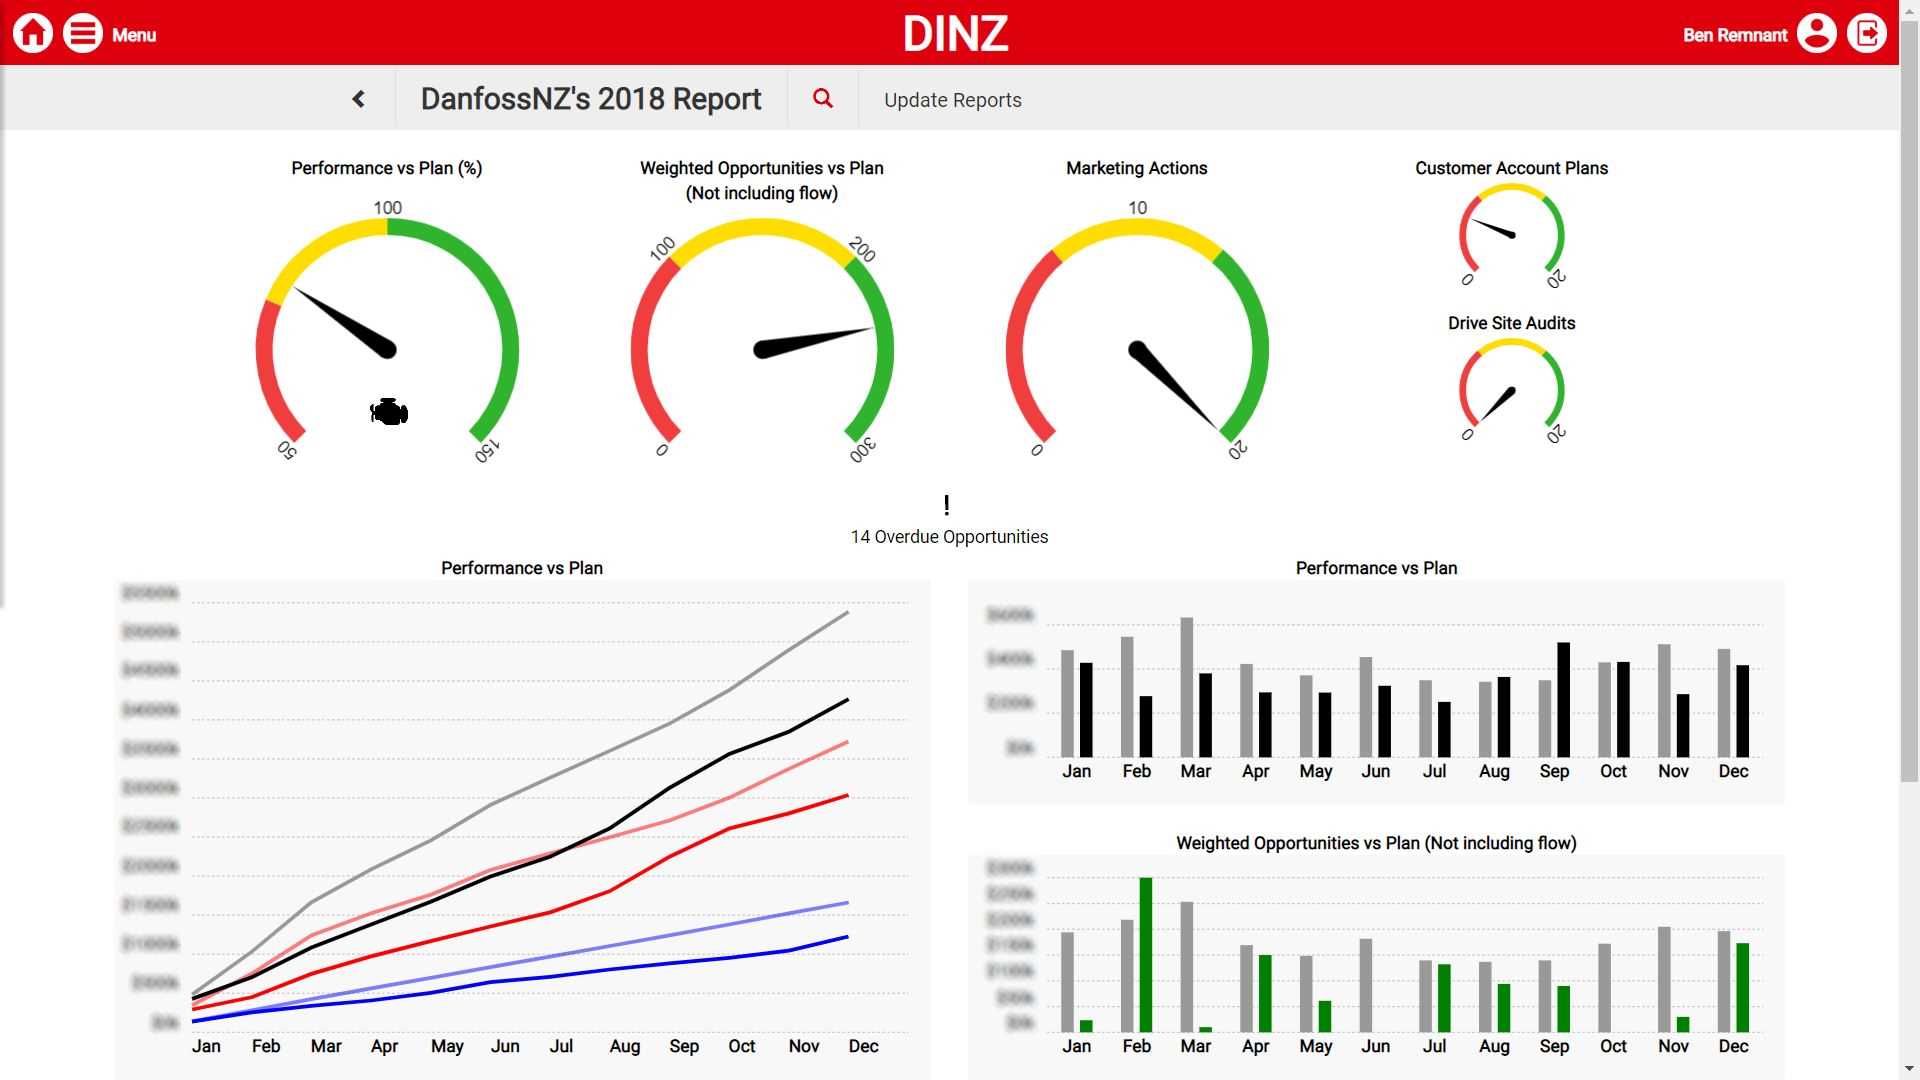 Menu
DINZ
Ben Remnant
DanfossNZ's 2018 Report
Update Reports
Performance vs Plan (%)
50
100
150
Weighted Opportunities vs Plan
(Not including flow)
0
100
200
300
Marketing Actions
0
10
20
Customer Account Plans
0
20
Drive Site Audits
0
20
!
14 Overdue Opportunities
Performance vs Plan
Jan Feb Mar Apr May Jun Jul Aug Sep Oct Nov Dec
Performance vs Plan
Jan Feb Mar Apr May Jun Jul Aug Sep Oct Nov Dec
Weighted Opportunities vs Plan (Not including flow)
Jan Feb Mar Apr May Jun Jul Aug Sep Oct Nov Dec